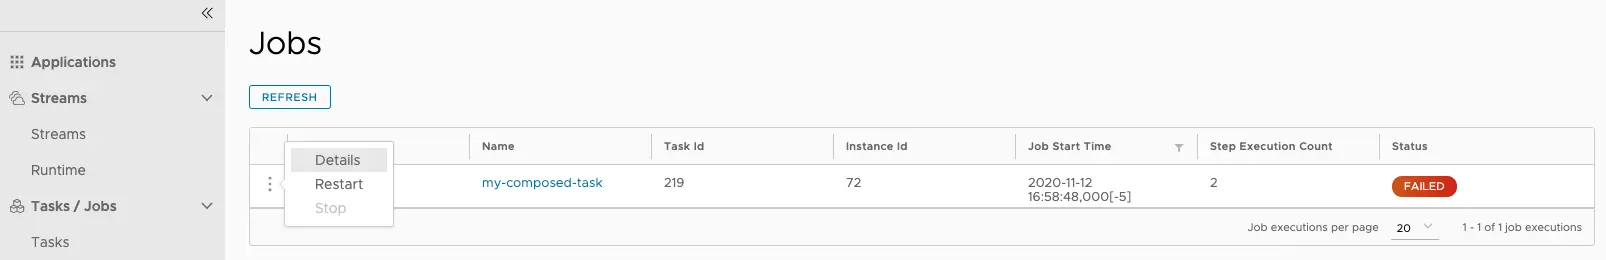 Applications
Streams
Streams
Runtime
Tasks / Jobs
Tasks
Jobs
REFRESH
Name Task Id Instance Id Job Start Time Step Execution Count Status
Details
Restart
Stop
my-composed-task 219 72 2020-11-12 2 FAILED
16:58:48,000[-5]
Job executions per page 20 1 - 1 of 1 job executions